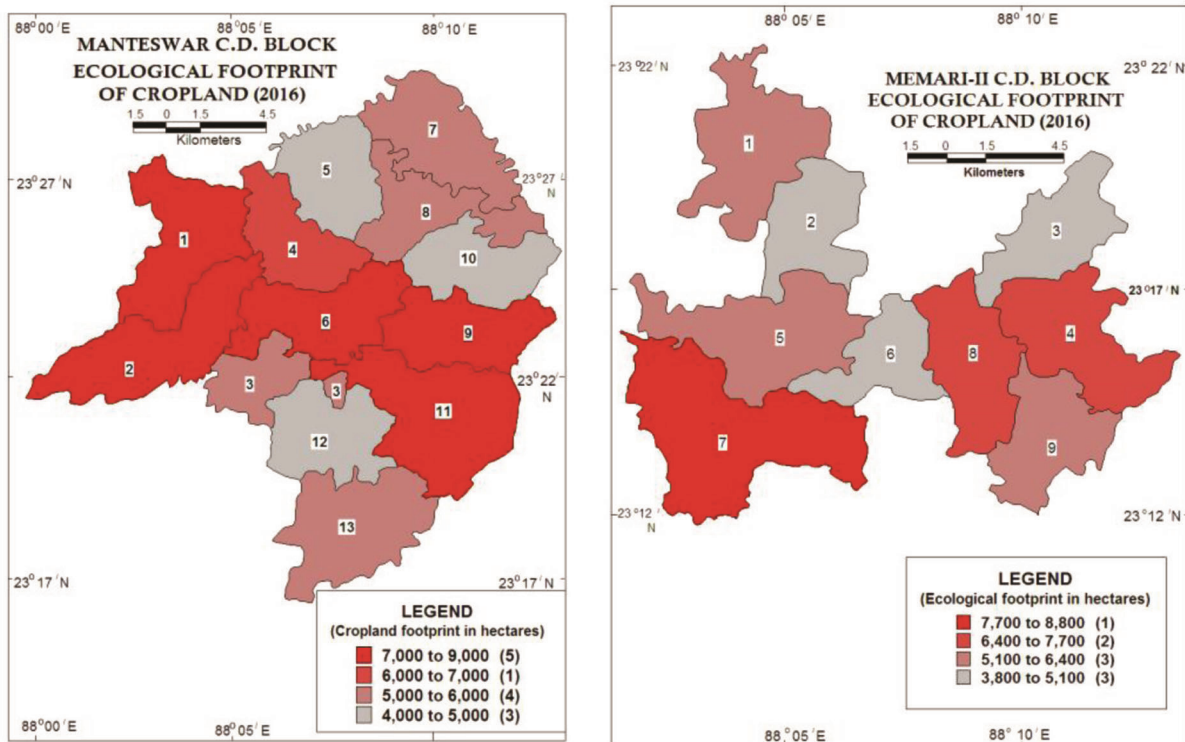 88°00′E 88°05′E 88°10′E
MANTESWAR C.D. BLOCK
ECOLOGICAL FOOTPRINT
OF CROPLAND (2016)
1.5 0 1.5 4.5
Kilometers
23°27′N
23°27′
N
23°22′
N
23°17′N
23°17′N
1
2
3
3
4
5
6
7
8
9
10
11
12
13
LEGEND
(Cropland footprint in hectares)
7,000 to 9,000 (5)
6,000 to 7,000 (1)
5,000 to 6,000 (4)
4,000 to 5,000 (3)
88°00′E 88°05′E 88°10′E
88°05′E 88°10′E
23°22′N
23°22′N
MEMARI-II C.D. BLOCK
ECOLOGICAL FOOTPRINT
OF CROPLAND (2016)
1.5 0 1.5 4.5
Kilometers
23°17′N
23°12′
N
23°12′N
1
2
3
4
5
6
7
8
9
LEGEND
(Ecological footprint in hectares)
7,700 to 8,800 (1)
6,400 to 7,700 (2)
5,100 to 6,400 (3)
3,800 to 5,100 (3)
88°05′E 88°10′E